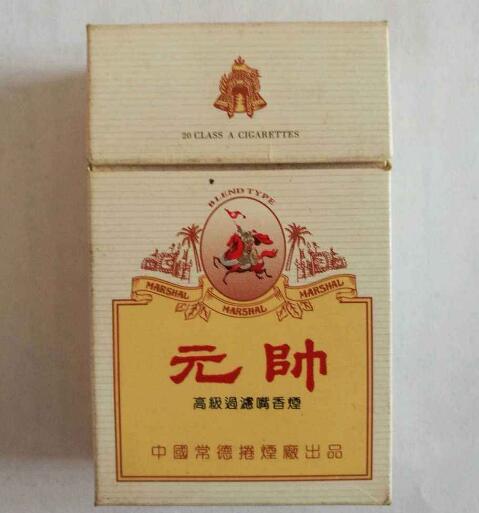 20 CLASS A CIGARETTES
BLEND TYPE
MARSHAL MARSHAL MARSHAL
元帥
高級過濾嘴香煙
中國常德捲煙廠出品